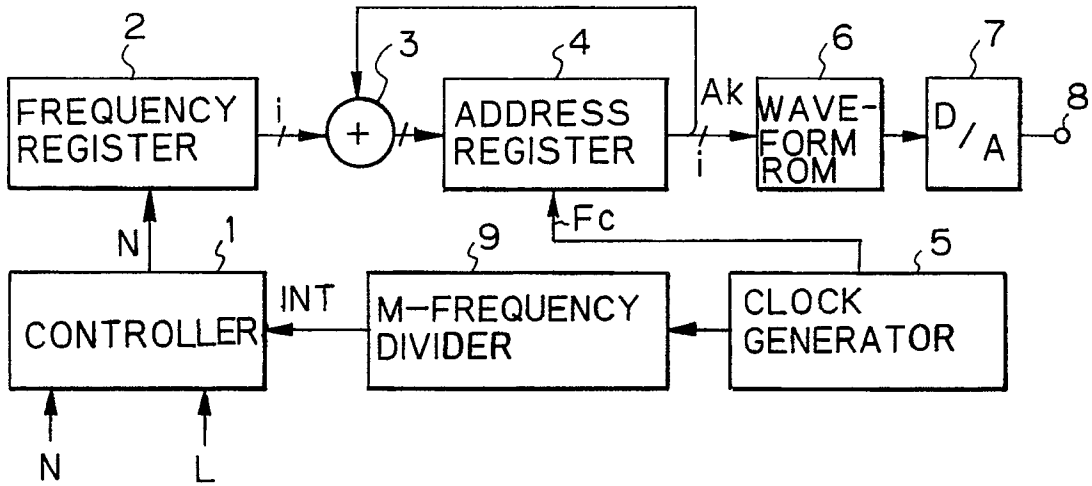 2
3
4
6
7
8
FREQUENCY
REGISTER
i
+
ADDRESS
REGISTER
Ak
i
WAVE-
FORM
ROM
D/A
N
1
Fc
9
5
CONTROLLER
INT
M-FREQUENCY
DIVIDER
CLOCK
GENERATOR
N
L